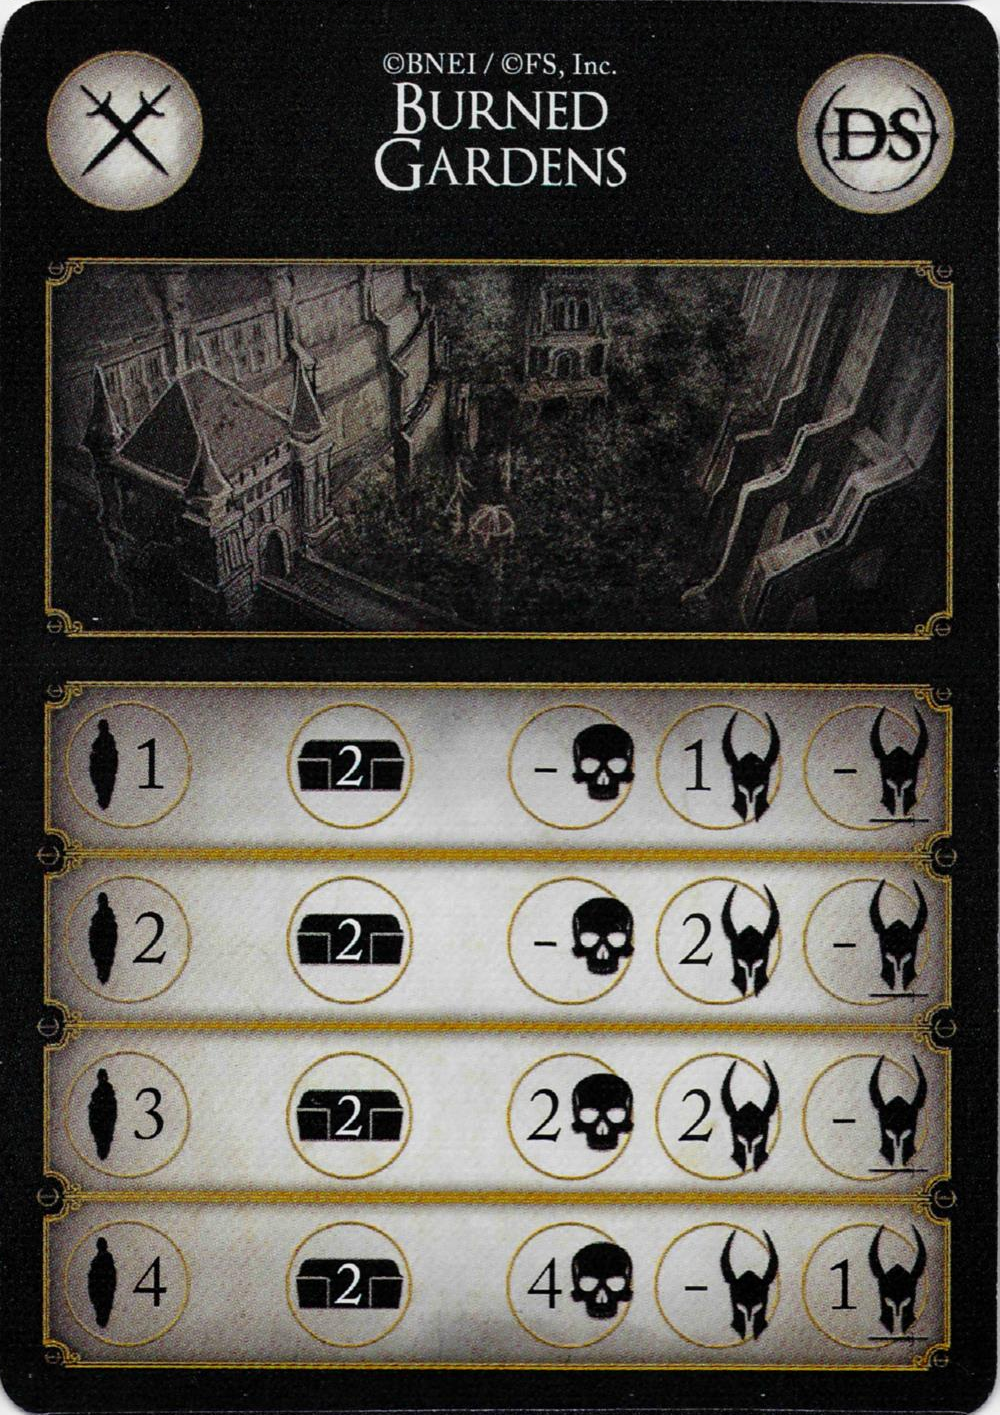 ©BNEI / ©FS, Inc.
BURNED
GARDENS
DS
1 2 - 1 -
2 2 - 2 -
3 2 2 2 -
4 2 4 - 1